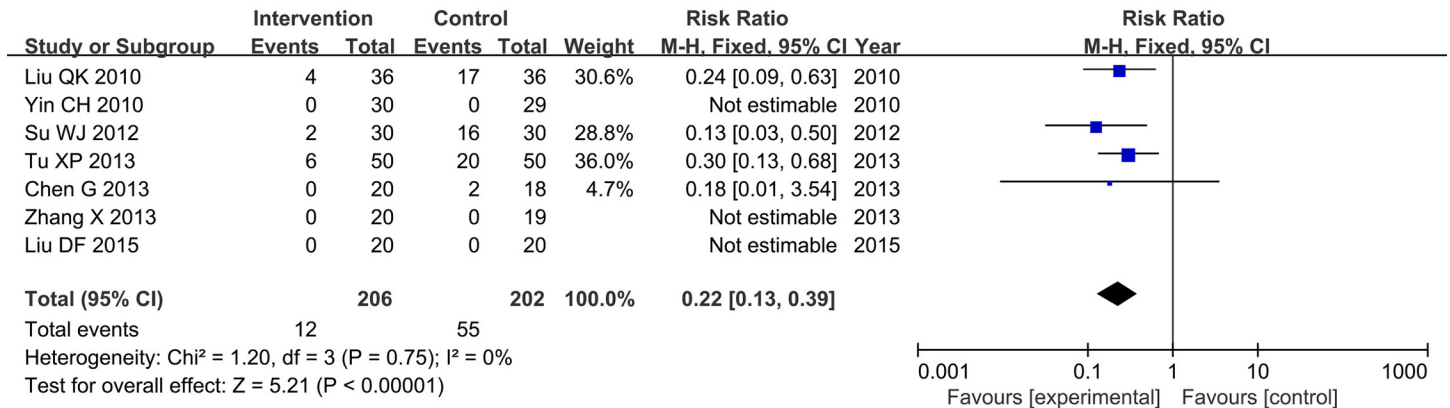 Intervention Control Risk Ratio Risk Ratio
Study or Subgroup Events Total Events Total Weight M-H, Fixed, 95% CI Year M-H, Fixed, 95% CI
Liu QK 2010 4 36 17 36 30.6% 0.24 [0.09, 0.63] 2010
Yin CH 2010 0 30 0 29 Not estimable 2010
Su WJ 2012 2 30 16 30 28.8% 0.13 [0.03, 0.50] 2012
Tu XP 2013 6 50 20 50 36.0% 0.30 [0.13, 0.68] 2013
Chen G 2013 0 20 2 18 4.7% 0.18 [0.01, 3.54] 2013
Zhang X 2013 0 20 0 19 Not estimable 2013
Liu DF 2015 0 20 0 20 Not estimable 2015
Total (95% CI) 206 202 100.0% 0.22 [0.13, 0.39]
Total events 12 55
Heterogeneity: Chi² = 1.20, df = 3 (P = 0.75); I² = 0%
Test for overall effect: Z = 5.21 (P < 0.00001)
0.001 0.1 1 10 1000
Favours [experimental] Favours [control]